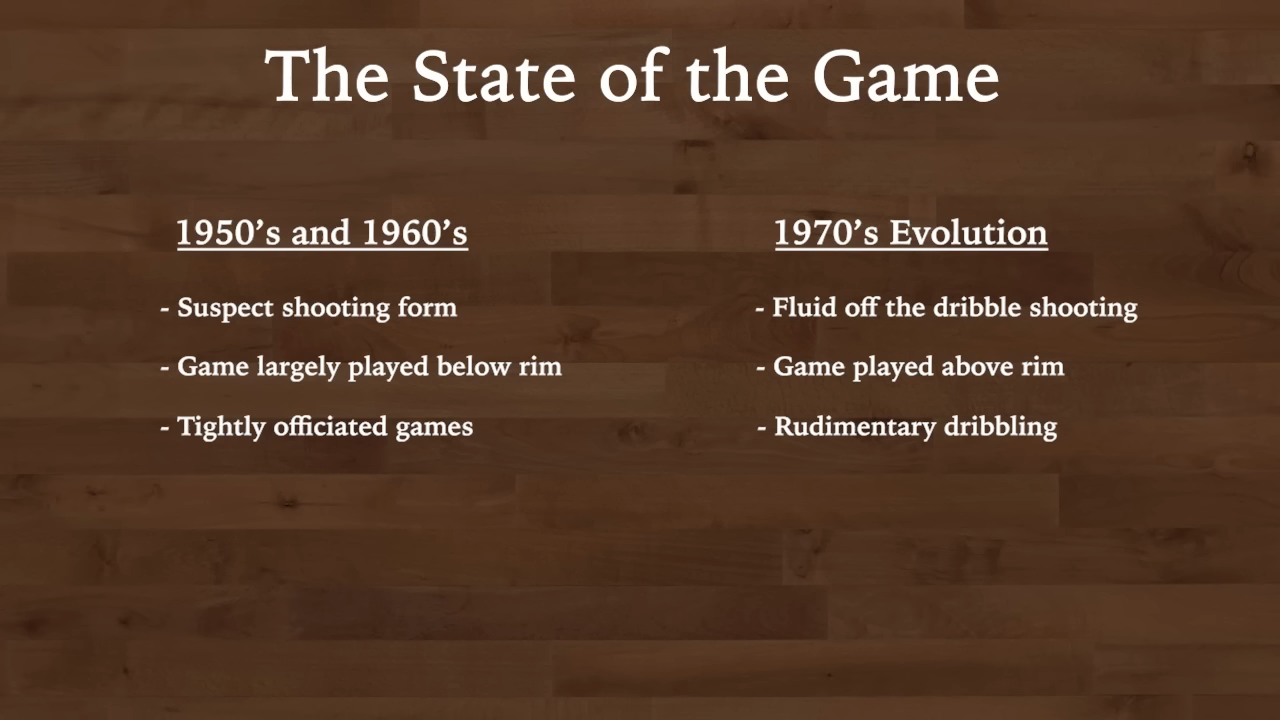 The State of the Game
1950’s and 1960’s
- Suspect shooting form
- Game largely played below rim
- Tightly officiated games
1970’s Evolution
- Fluid off the dribble shooting
- Game played above rim
- Rudimentary dribbling